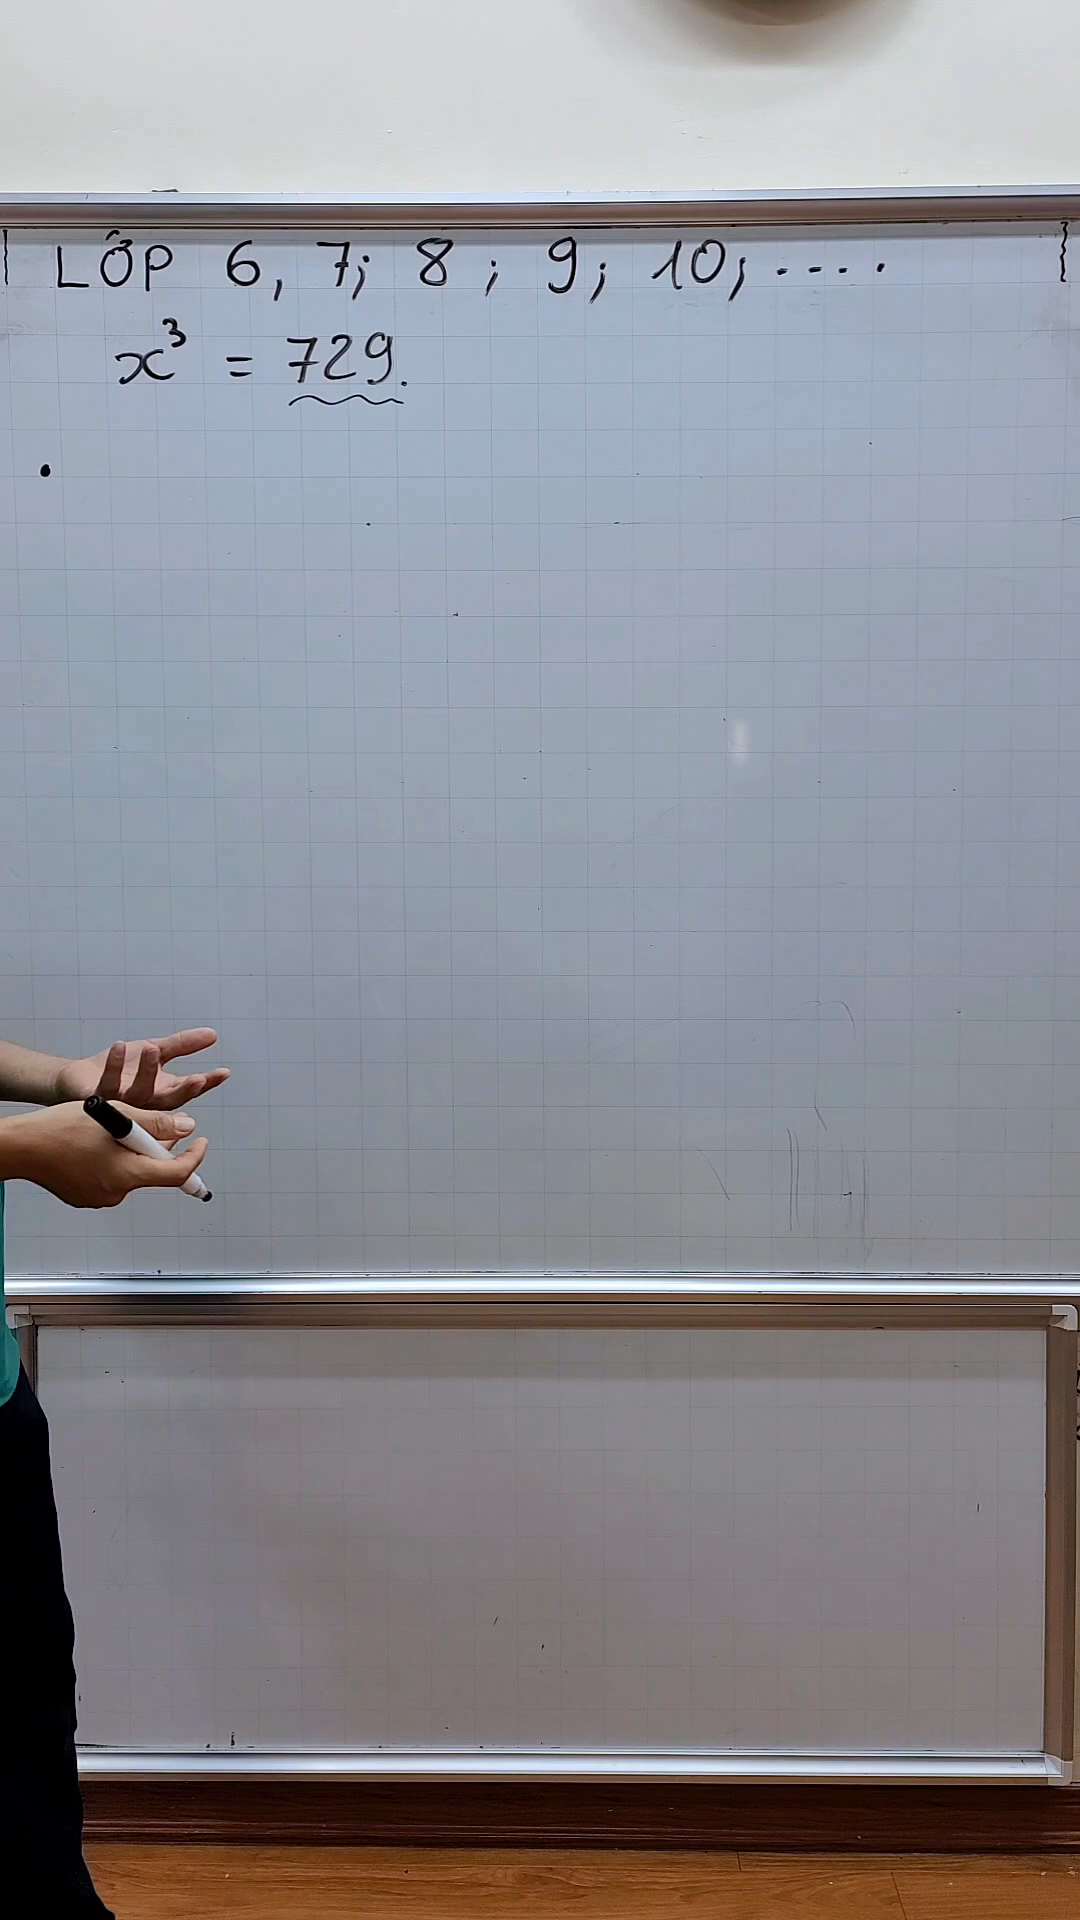 LỚP 6, 7; 8 ; 9; 10; ....
x³ = 729.